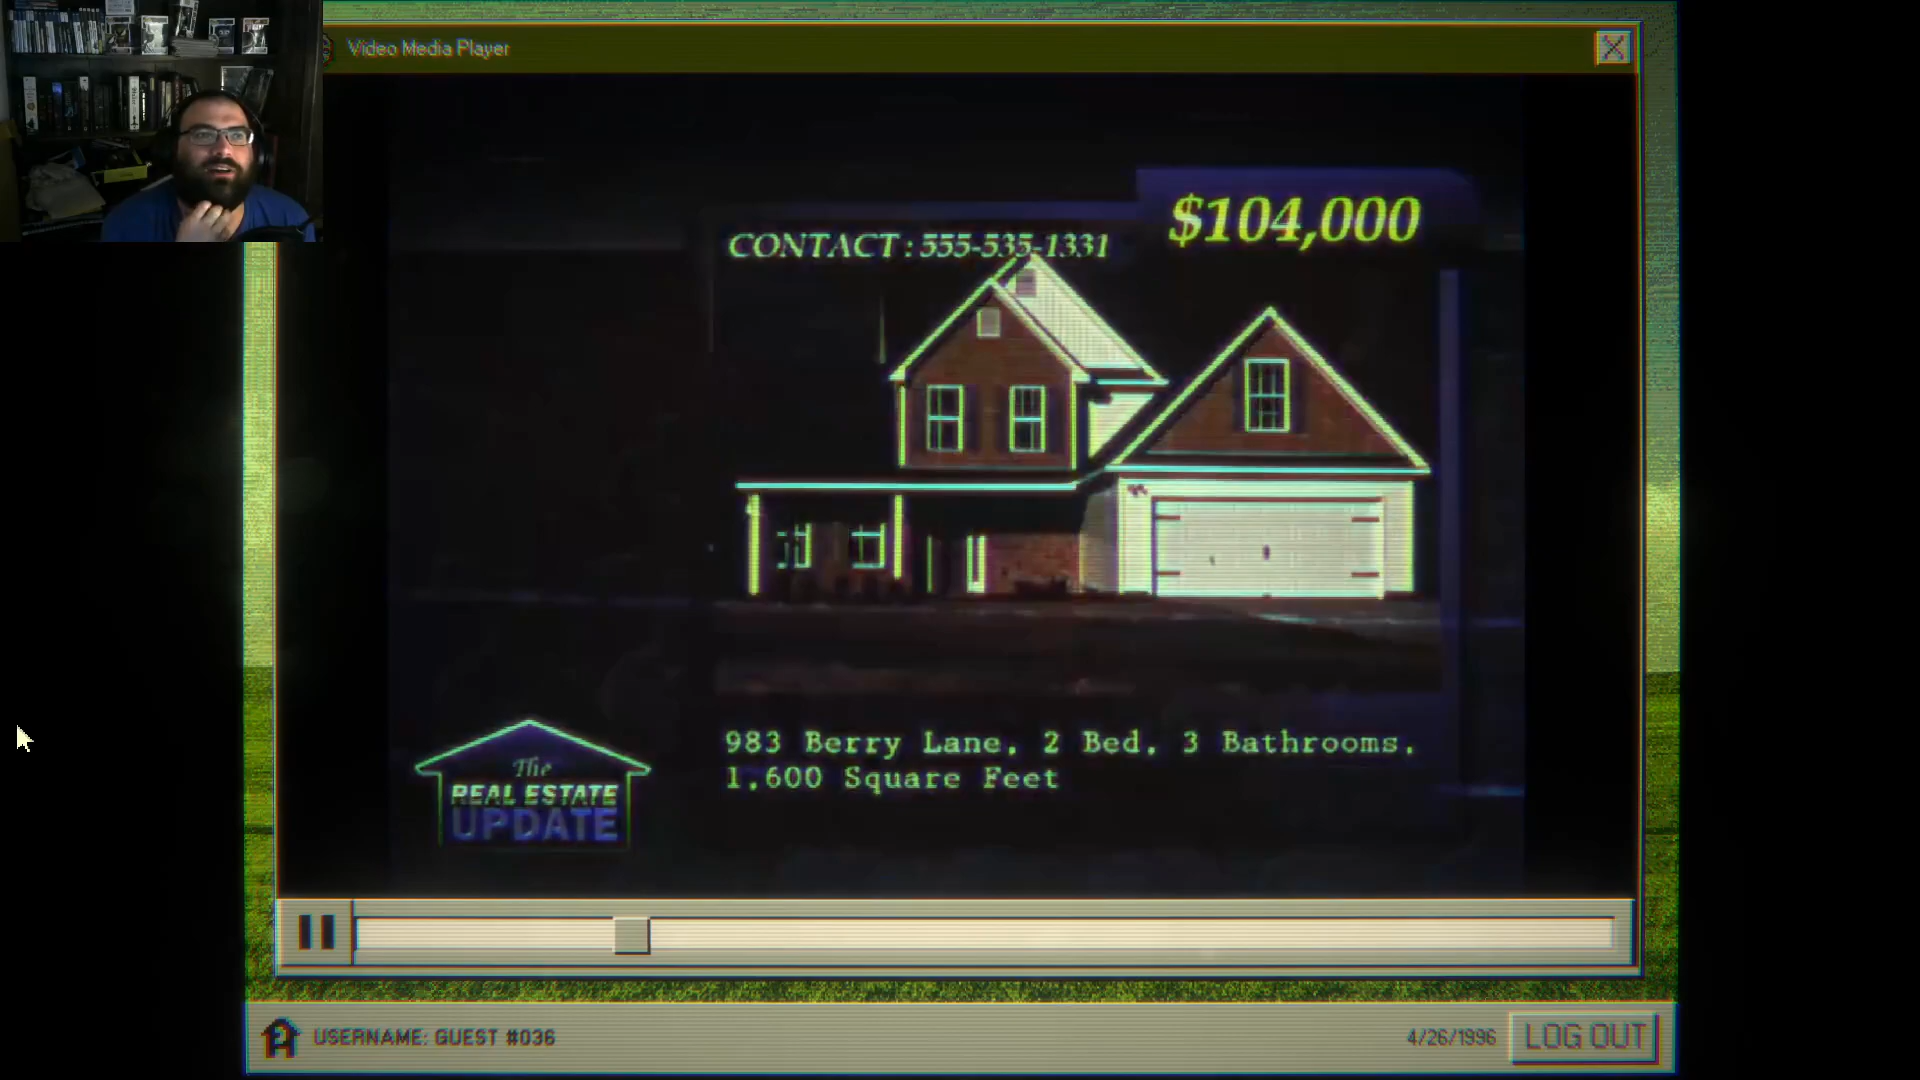 Video Media Player
$104,000
CONTACT : 555-535-1331
983 Berry Lane, 2 Bed, 3 Bathrooms,
1,600 Square Feet
The
REAL ESTATE
UPDATE
USERNAME: GUEST #036
4/26/1996
LOG OUT